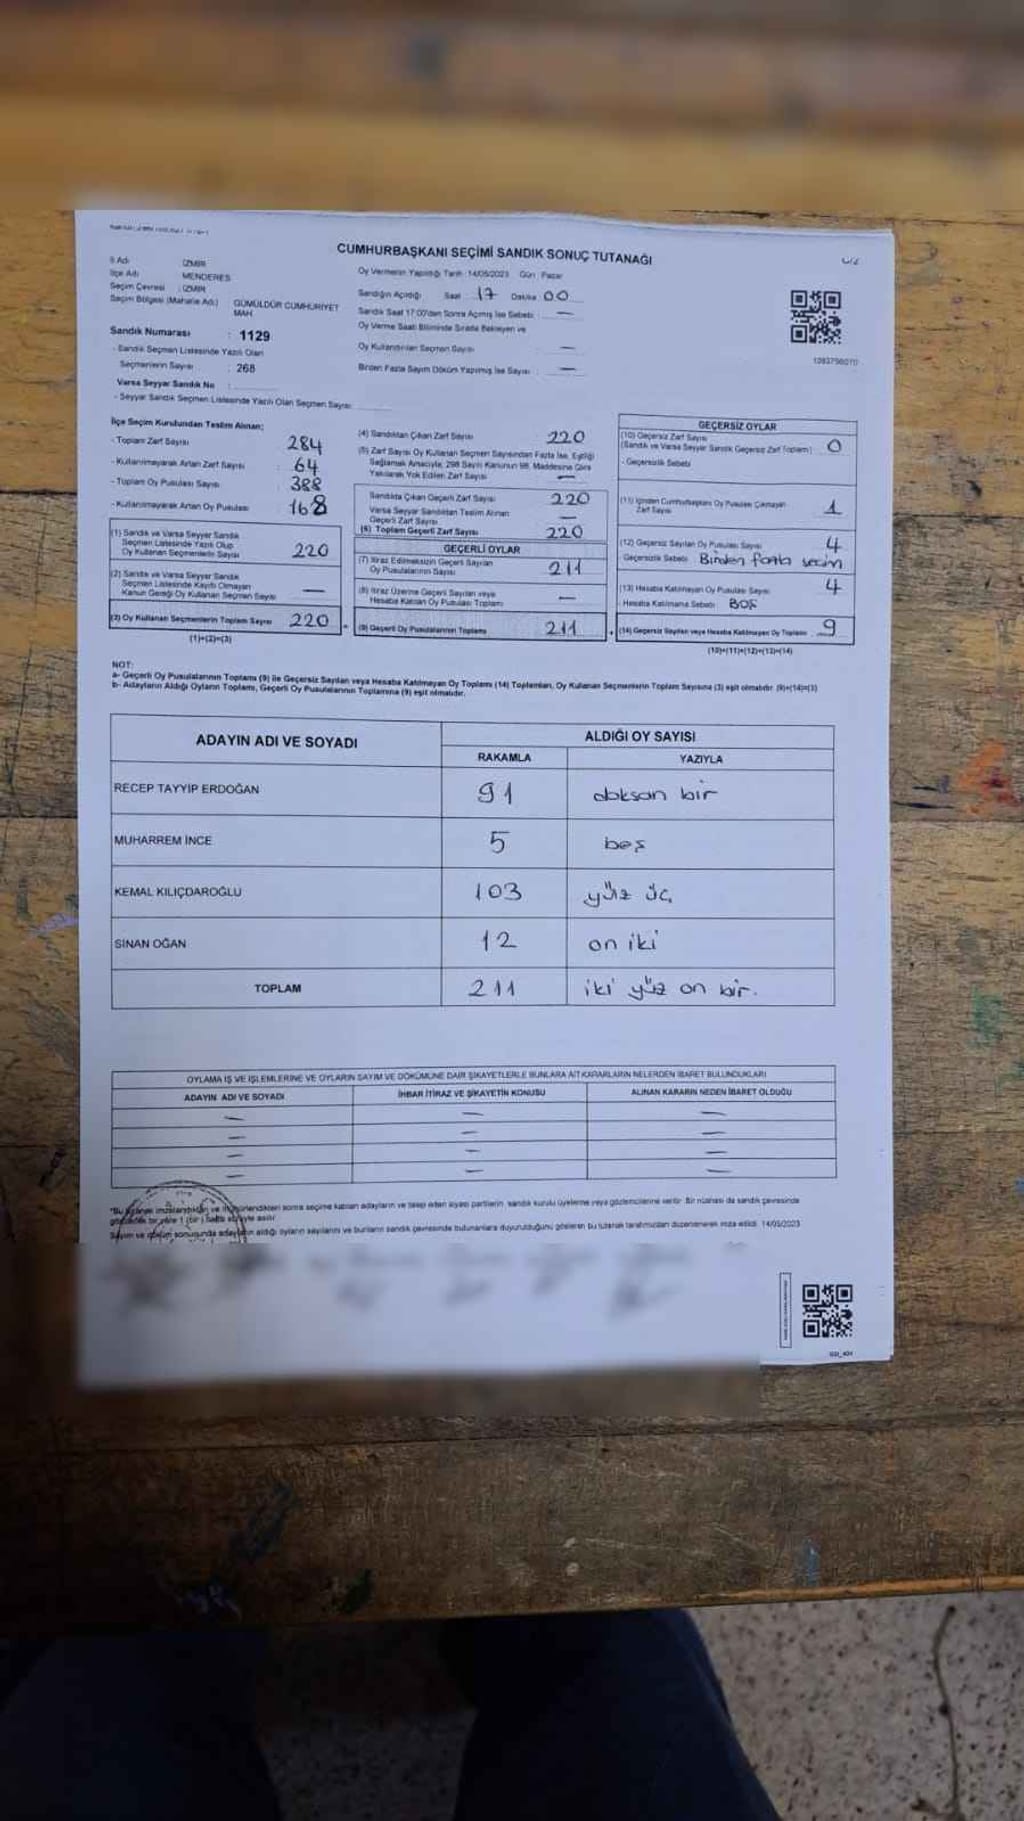 CUMHURBAŞKANI SEÇİMİ SANDIK SONUÇ TUTANAĞI
İl Adı : İZMİR
İlçe Adı : MENDERES
Seçim Çevresi : İZMİR
Seçim Bölgesi (Mahalle Adı) : GÜMÜLDÜR CUMHURİYET MAH
Sandık Numarası : 1129
- Sandık Seçmen Listesinde Yazılı Olan
Seçmenlerin Sayısı : 268
Varsa Seyyar Sandık No :
- Seyyar Sandık Seçmen Listesinde Yazılı Olan Seçmen Sayısı:
Oy Vermenin Yapıldığı Tarih :14/05/2023 Gün : Pazar
Sandığın Açıldığı Saat : 17 Dakika 00
Sandık Saat 17:00'den Sonra Açılmış İse Sebebi : —
Oy Verme Saati Bitiminde Sırada Bekleyen ve
Oy Kullandırılan Seçmen Sayısı : —
Birden Fazla Sayım Döküm Yapılmış İse Sayısı : —
1093756070
İlçe Seçim Kurulundan Teslim Alınan;
- Toplam Zarf Sayısı 284
- Kullanılmayarak Artan Zarf Sayısı 64
- Toplam Oy Pusulası Sayısı 388
- Kullanılmayarak Artan Oy Pusulası 168
(1) Sandık ve Varsa Seyyar Sandık
Seçmen Listesinde Yazılı Olup
Oy Kullanan Seçmenlerin Sayısı 220
(2) Sandık ve Varsa Seyyar Sandık
Seçmen Listesinde Kayıtlı Olmayan
Kanun Gereği Oy Kullanan Seçmen Sayısı —
(3) Oy Kullanan Seçmenlerin Toplam Sayısı 220
(1)+(2)=(3)
(4) Sandıktan Çıkan Zarf Sayısı 220
(5) Zarf Sayısı Oy Kullanan Seçmen Sayısından Fazla İse, Eşitliği
Sağlamak Amacıyla; 298 Sayılı Kanunun 98. Maddesine Göre
Yakılarak Yok Edilen Zarf Sayısı —
Sandıkta Çıkan Geçerli Zarf Sayısı 220
Varsa Seyyar Sandıktan Teslim Alınan
Geçerli Zarf Sayısı —
(6) Toplam Geçerli Zarf Sayısı 220
GEÇERLİ OYLAR
(7) İtiraz Edilmeksizin Geçerli Sayılan
Oy Pusulalarının Sayısı 211
(8) İtiraz Üzerine Geçerli Sayılan veya
Hesaba Katılan Oy Pusulası Toplamı —
(9) Geçerli Oy Pusulalarının Toplamı 211
GEÇERSİZ OYLAR
(10) Geçersiz Zarf Sayısı
(Sandık ve Varsa Seyyar Sandık Geçersiz Zarf Toplamı) : 0
- Geçersizlik Sebebi
(11) İçinden Cumhurbaşkanı Oy Pusulası Çıkmayan
Zarf Sayısı 1
(12) Geçersiz Sayılan Oy Pusulası Sayısı 4
Geçersizlik Sebebi : Birden fazla seçim
(13) Hesaba Katılmayan Oy Pusulası Sayısı 4
- Hesaba Katılmama Sebebi : BOŞ
(14) Geçersiz Sayılan veya Hesaba Katılmayan Oy Toplamı 9
(10)+(11)+(12)+(13)=(14)
NOT:
a- Geçerli Oy Pusulalarının Toplamı (9) ile Geçersiz Sayılan veya Hesaba Katılmayan Oy Toplamı (14) Toplamları, Oy Kullanan Seçmenlerin Toplam Sayısına (3) eşit olmalıdır. (9)+(14)=(3)
b- Adayların Aldığı Oyların Toplamı, Geçerli Oy Pusulalarının Toplamına (9) eşit olmalıdır.
ADAYIN ADI VE SOYADI ALDIĞI OY SAYISI
RAKAMLA YAZIYLA
RECEP TAYYİP ERDOĞAN 91 doksan bir
MUHARREM İNCE 5 beş
KEMAL KILIÇDAROĞLU 103 yüz üç
SİNAN OĞAN 12 on iki
TOPLAM 211 iki yüz on bir.
OYLAMA İŞ VE İŞLEMLERİNE VE OYLARIN SAYIM VE DÖKÜMÜNE DAİR ŞİKAYETLERLE BUNLARA AİT KARARLARIN NELERDEN İBARET BULUNDUKLARI
ADAYIN ADI VE SOYADI İHBAR İTİRAZ VE ŞİKAYETİN KONUSU ALINAN KARARIN NEDEN İBARET OLDUĞU
— — —
— — —
— — —
— — —
*Bu tutanak imzalandıktan ve mühürlendikten sonra seçime katılan adayların ve talep eden siyasi partilerin, sandık kurulu üyelerine veya gözlemcilerine verilir. Bir nüshası da sandık çevresinde
görülebilir bir yere 1 (bir) hafta süreyle asılır.
Sayım ve döküm sonucunda adayların aldığı oyların sayılarını ve bunların sandık çevresinde bulunanlara duyurulduğunu gösteren bu tutanak tarafımızdan düzenlenerek imza edildi. 14/05/2023